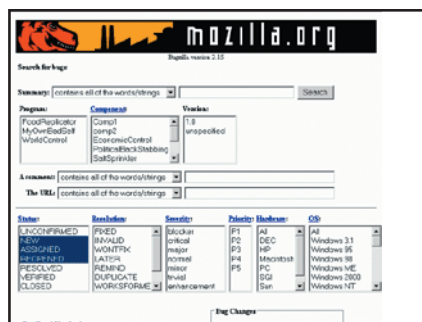 mozilla.org
Bugzilla version 2.15
Search for bugs
Summary: contains all of the words/strings Search
Program: Component: Version:
FoodReplicator Comp1 1.0
MyOwnBadSelf comp2 unspecified
WorldControl EconomicControl
PoliticalBackStabbing
SaltSprinkler
A comment: contains all of the words/strings
The URL: contains all of the words/strings
Status: Resolution: Severity: Priority: Hardware: OS:
UNCONFIRMED FIXED blocker P1 All All
NEW INVALID critical P2 DEC Windows 3.1
ASSIGNED WONTFIX major P3 HP Windows 95
REOPENED LATER normal P4 Macintosh Windows 98
RESOLVED REMIND minor P5 PC Windows ME
VERIFIED DUPLICATE trivial SGI Windows 2000
CLOSED WORKSFORME enhancement Sun Windows NT
Bug Changes